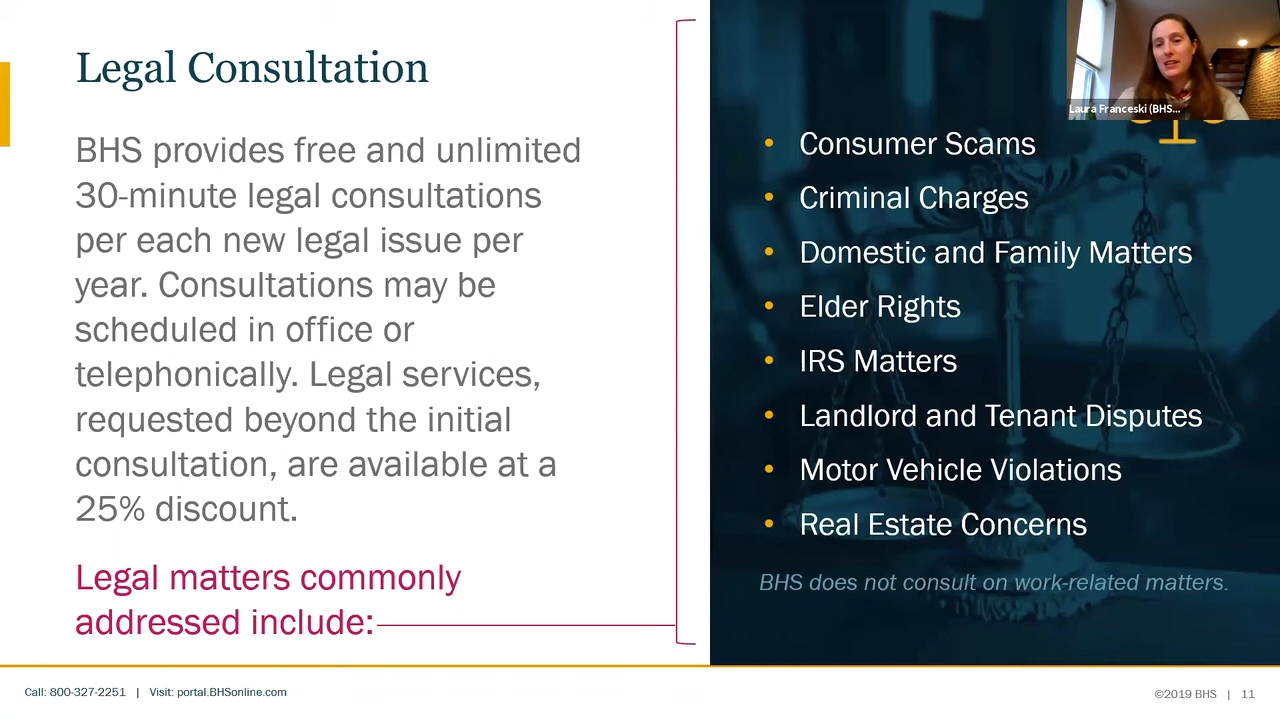 Legal Consultation
BHS provides free and unlimited
30-minute legal consultations
per each new legal issue per
year. Consultations may be
scheduled in office or
telephonically. Legal services,
requested beyond the initial
consultation, are available at a
25% discount.
Legal matters commonly
addressed include:
Laura Franceski (BHS...
• Consumer Scams
• Criminal Charges
• Domestic and Family Matters
• Elder Rights
• IRS Matters
• Landlord and Tenant Disputes
• Motor Vehicle Violations
• Real Estate Concerns
BHS does not consult on work-related matters.
Call: 800-327-2251 | Visit: portal.BHSonline.com
©2019 BHS | 11